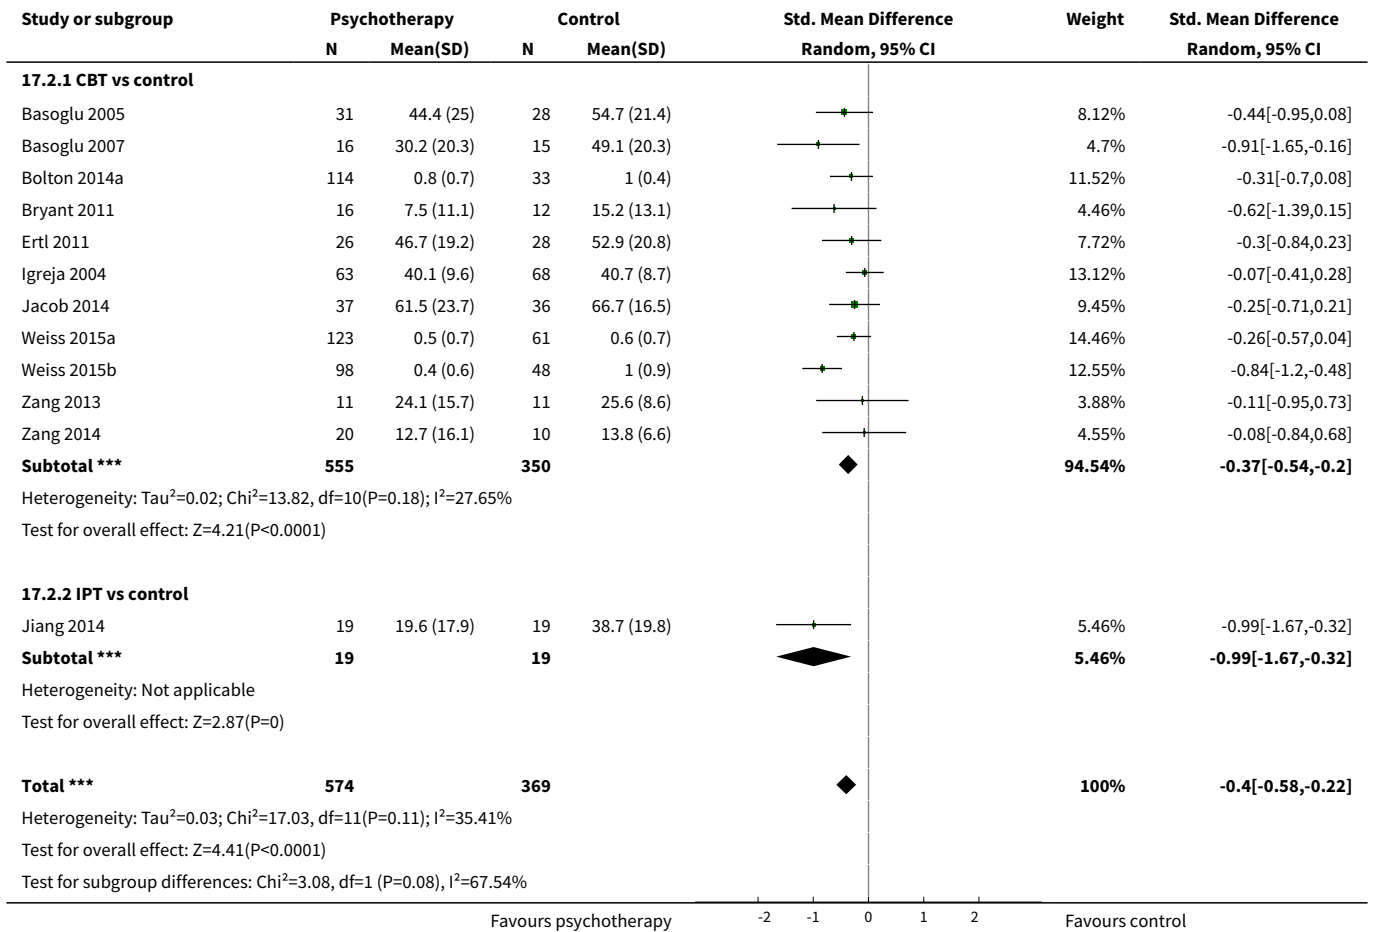 Study or subgroup Psychotherapy Control Std. Mean Difference Weight Std. Mean Difference
N Mean(SD) N Mean(SD) Random, 95% CI Random, 95% CI
17.2.1 CBT vs control
Basoglu 2005 31 44.4 (25) 28 54.7 (21.4) 8.12% -0.44[-0.95,0.08]
Basoglu 2007 16 30.2 (20.3) 15 49.1 (20.3) 4.7% -0.91[-1.65,-0.16]
Bolton 2014a 114 0.8 (0.7) 33 1 (0.4) 11.52% -0.31[-0.7,0.08]
Bryant 2011 16 7.5 (11.1) 12 15.2 (13.1) 4.46% -0.62[-1.39,0.15]
Ertl 2011 26 46.7 (19.2) 28 52.9 (20.8) 7.72% -0.3[-0.84,0.23]
Igreja 2004 63 40.1 (9.6) 68 40.7 (8.7) 13.12% -0.07[-0.41,0.28]
Jacob 2014 37 61.5 (23.7) 36 66.7 (16.5) 9.45% -0.25[-0.71,0.21]
Weiss 2015a 123 0.5 (0.7) 61 0.6 (0.7) 14.46% -0.26[-0.57,0.04]
Weiss 2015b 98 0.4 (0.6) 48 1 (0.9) 12.55% -0.84[-1.2,-0.48]
Zang 2013 11 24.1 (15.7) 11 25.6 (8.6) 3.88% -0.11[-0.95,0.73]
Zang 2014 20 12.7 (16.1) 10 13.8 (6.6) 4.55% -0.08[-0.84,0.68]
Subtotal *** 555 350 94.54% -0.37[-0.54,-0.2]
Heterogeneity: Tau²=0.02; Chi²=13.82, df=10(P=0.18); I²=27.65%
Test for overall effect: Z=4.21(P<0.0001)
17.2.2 IPT vs control
Jiang 2014 19 19.6 (17.9) 19 38.7 (19.8) 5.46% -0.99[-1.67,-0.32]
Subtotal *** 19 19 5.46% -0.99[-1.67,-0.32]
Heterogeneity: Not applicable
Test for overall effect: Z=2.87(P=0)
Total *** 574 369 100% -0.4[-0.58,-0.22]
Heterogeneity: Tau²=0.03; Chi²=17.03, df=11(P=0.11); I²=35.41%
Test for overall effect: Z=4.41(P<0.0001)
Test for subgroup differences: Chi²=3.08, df=1 (P=0.08), I²=67.54%
Favours psychotherapy -2 -1 0 1 2 Favours control